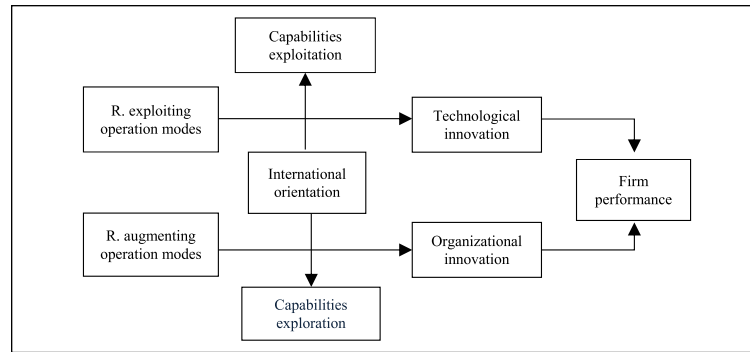 Capabilities
exploitation
R. exploiting
operation modes
Technological
innovation
International
orientation
Firm
performance
R. augmenting
operation modes
Organizational
innovation
Capabilities
exploration